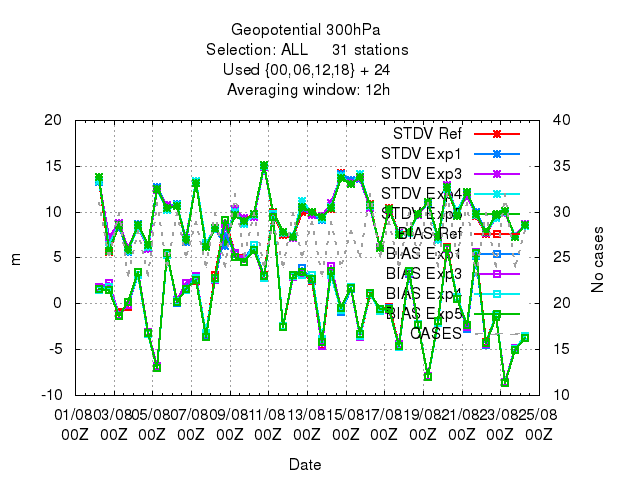 Geopotential 300hPa
Selection: ALL 31 stations
Used {00,06,12,18} + 24
Averaging window: 12h
20 40
STDV Ref
STDV Exp1
15 35
STDV Exp3
STDV Exp4
10 30
STDV Exp5
BIAS Ref
m
5 25
No cases
BIAS Exp1
BIAS Exp3
BIAS Exp4
0 20
BIAS Exp5
CASES
-5 15
-10 10
01/08 03/08 05/08 07/08 09/08 11/08 13/08 15/08 17/08 19/08 21/08 23/08 25/08
00Z 00Z 00Z 00Z 00Z 00Z 00Z 00Z 00Z 00Z 00Z 00Z 00Z
Date